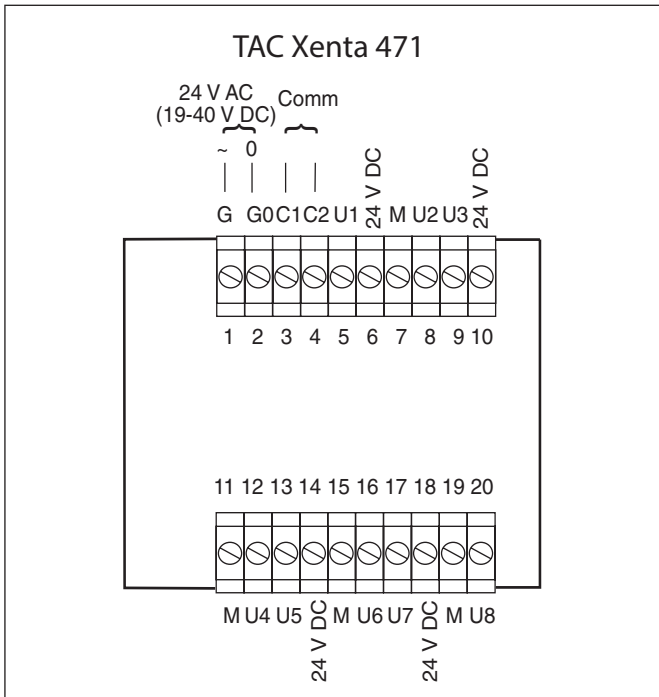 TAC Xenta 471
24 V AC
(19-40 V DC)
Comm
~ 0
G G0 C1 C2 U1 24 V DC M U2 U3 24 V DC
1 2 3 4 5 6 7 8 9 10
11 12 13 14 15 16 17 18 19 20
M U4 U5 24 V DC M U6 U7 24 V DC M U8